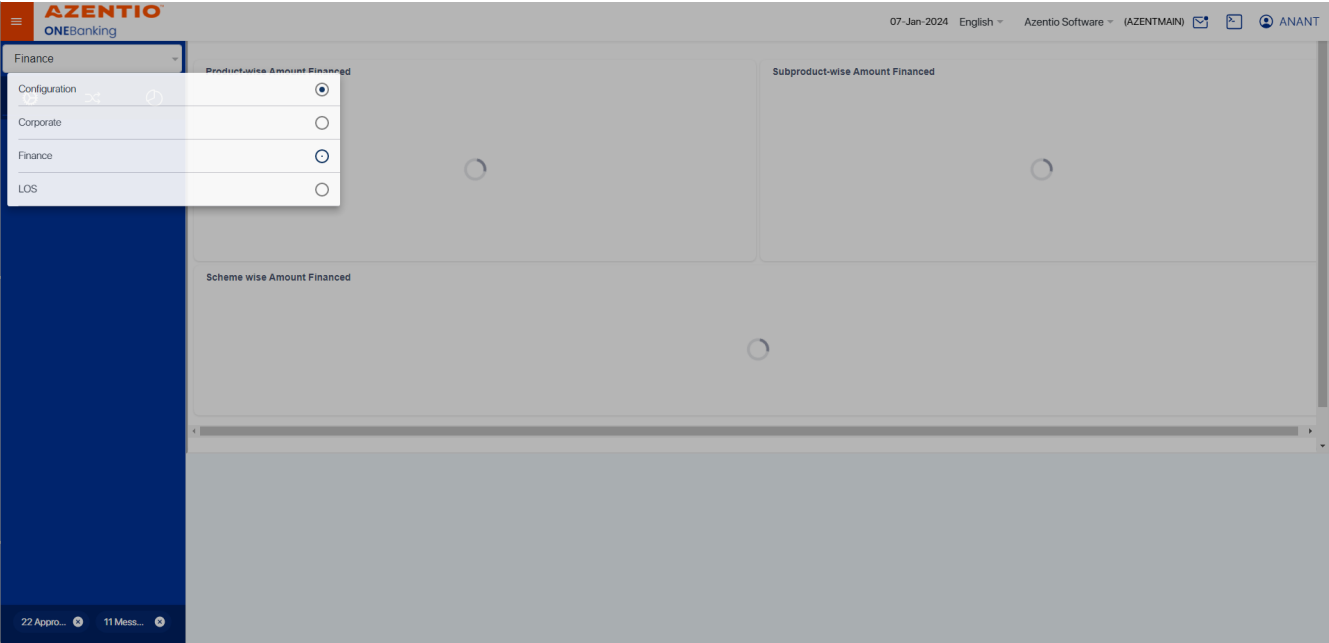 AZENTIO
ONEBanking
07-Jan-2024 English Azentio Software (AZENTMAIN) ANANT
Finance
Product-wise Amount Financed
Subproduct-wise Amount Financed
Configuration
Corporate
Finance
LOS
Scheme wise Amount Financed
22 Appro... 11 Mess...